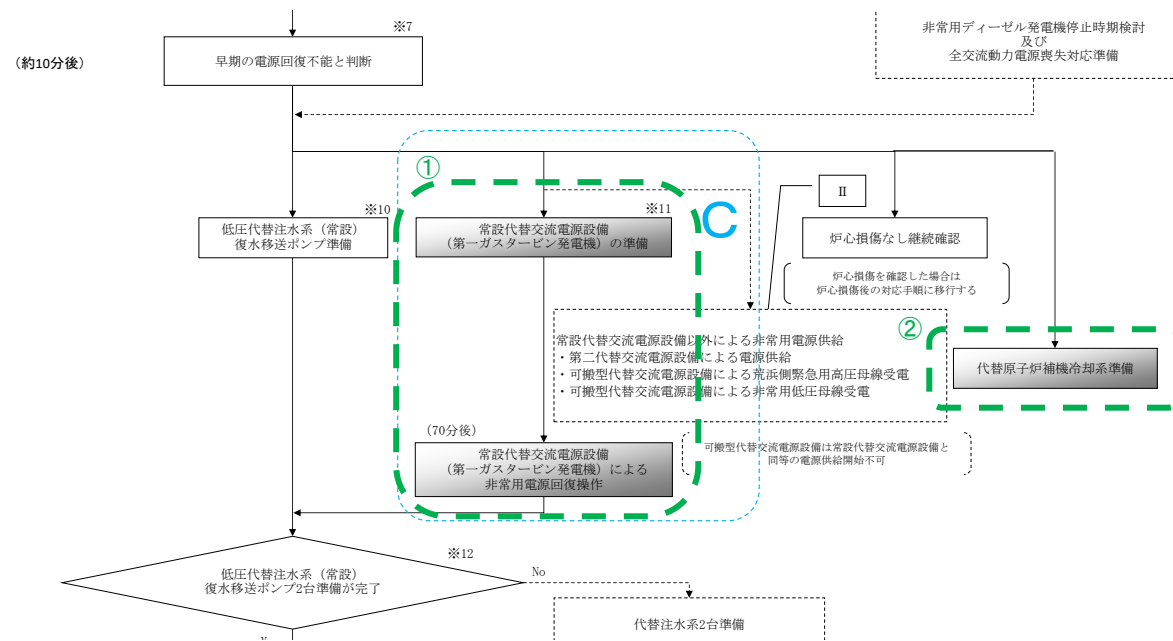 ※7
(約10分後)
早期の電源回復不能と判断
非常用ディーゼル発電機停止時期検討
及び
全交流動力電源喪失対応準備
①
※10
低圧代替注水系(常設)
復水移送ポンプ準備
※11
常設代替交流電源設備
(第一ガスタービン発電機)の準備
C
Ⅱ
炉心損傷なし継続確認
炉心損傷を確認した場合は
炉心損傷後の対応手順に移行する
②
代替原子炉補機冷却系準備
常設代替交流電源設備以外による非常用電源供給
・第二代替交流電源設備による電源供給
・可搬型代替交流電源設備による荒浜側緊急用高圧母線受電
・可搬型代替交流電源設備による非常用低圧母線受電
(70分後)
常設代替交流電源設備
(第一ガスタービン発電機)による
非常用電源回復操作
可搬型代替交流電源設備は常設代替交流電源設備と
同等の電源供給開始不可
※12
低圧代替注水系(常設)
復水移送ポンプ2台準備が完了
No
代替注水系2台準備